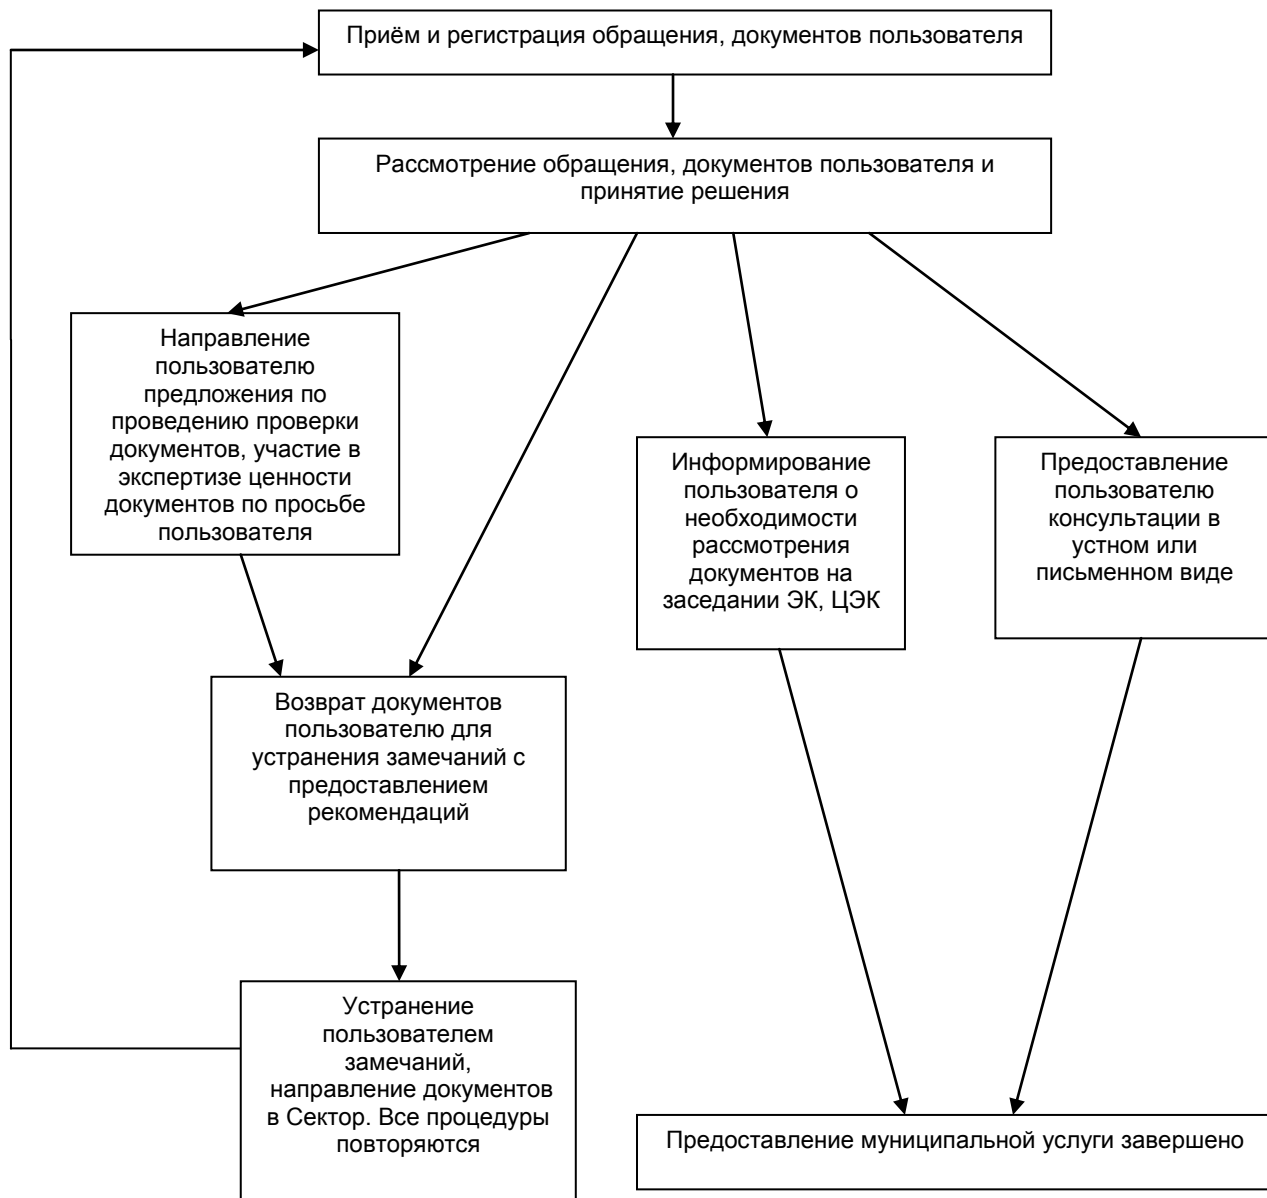 Приём и регистрация обращения, документов пользователя
Рассмотрение обращения, документов пользователя и
принятие решения
Направление
пользователю
предложения по
проведению проверки
документов, участие в
экспертизе ценности
документов по просьбе
пользователя
Информирование
пользователя о
необходимости
рассмотрения
документов на
заседании ЭК, ЦЭК
Предоставление
пользователю
консультации в
устном или
письменном виде
Возврат документов
пользователю для
устранения замечаний с
предоставлением
рекомендаций
Устранение
пользователем
замечаний,
направление документов
в Сектор. Все процедуры
повторяются
Предоставление муниципальной услуги завершено